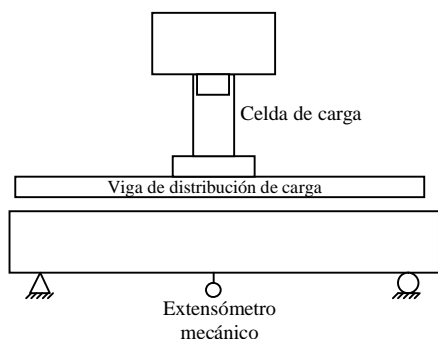 Celda de carga
Viga de distribución de carga
Extensómetro
mecánico